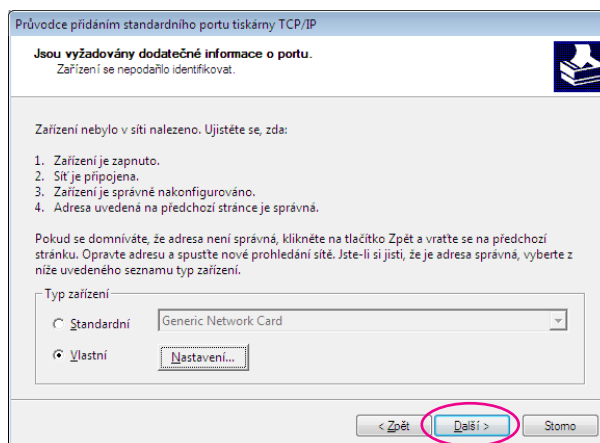 Průvodce přidáním standardního portu tiskárny TCP/IP
Jsou vyžadovány dodatečné informace o portu.
Zařízení se nepodařilo identifikovat.
Zařízení nebylo v síti nalezeno. Ujistěte se, zda:
1. Zařízení je zapnuto.
2. Síť je připojena.
3. Zařízení je správně nakonfigurováno.
4. Adresa uvedená na předchozí stránce je správná.
Pokud se domníváte, že adresa není správná, klikněte na tlačítko Zpět a vraťte se na předchozí
stránku. Opravte adresu a spusťte nové prohledání sítě. Jste-li si jisti, že je adresa správná, vyberte z
níže uvedeného seznamu typ zařízení.
Typ zařízení
Standardní Generic Network Card
Vlastní Nastavení...
< Zpět Další > Storno